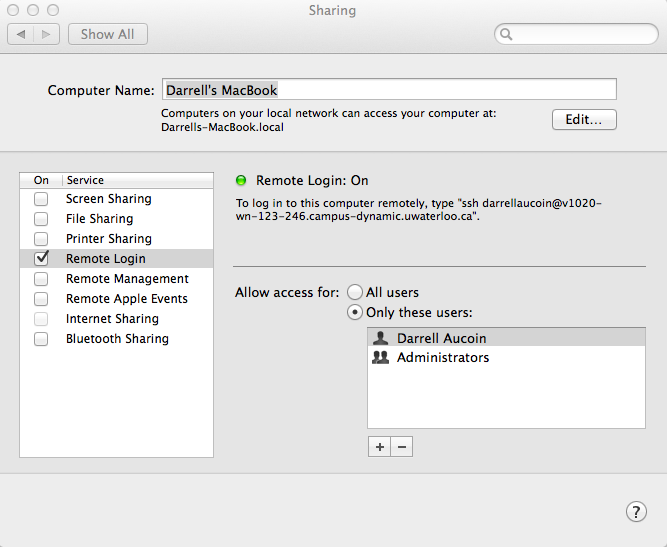 Sharing
Show All
Computer Name: Darrell's MacBook
Computers on your local network can access your computer at:
Darrells-MacBook.local
Edit...
On Service
Screen Sharing
File Sharing
Printer Sharing
Remote Login
Remote Management
Remote Apple Events
Internet Sharing
Bluetooth Sharing
Remote Login: On
To log in to this computer remotely, type "ssh darrellaucoin@v1020-
wn-123-246.campus-dynamic.uwaterloo.ca".
Allow access for: All users
Only these users:
Darrell Aucoin
Administrators
+ −
?